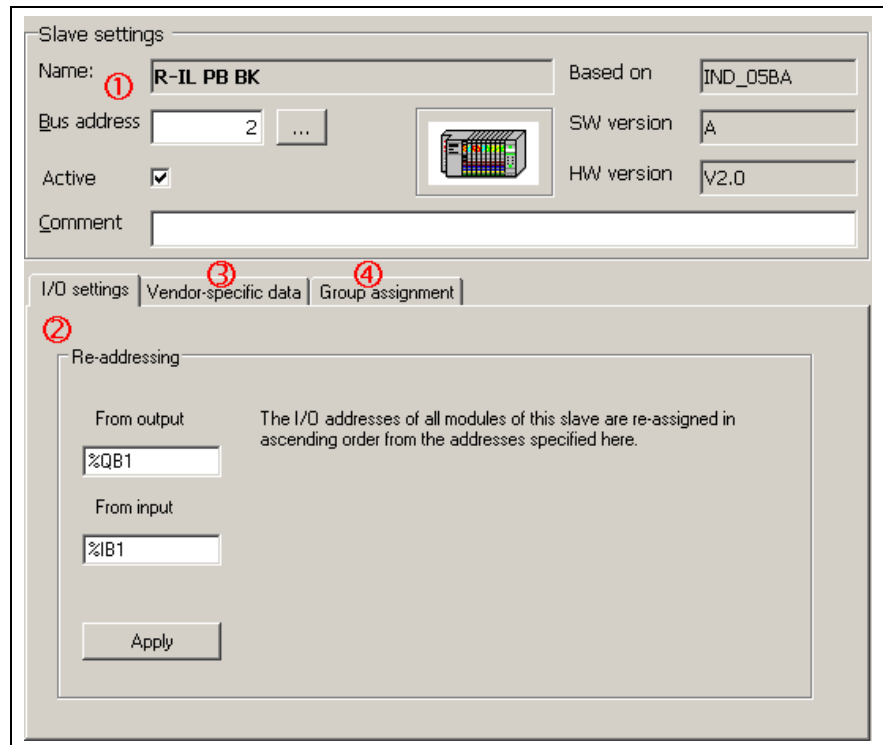 Slave settings
Name: ① R-IL PB BK Based on IND_05BA
Bus address 2 ... SW version A
Active HW version V2.0
Comment
③ ④
I/O settings Vendor-specific data Group assignment
②
Re-addressing
From output The I/O addresses of all modules of this slave are re-assigned in
ascending order from the addresses specified here.
%QB1
From input
%IB1
Apply